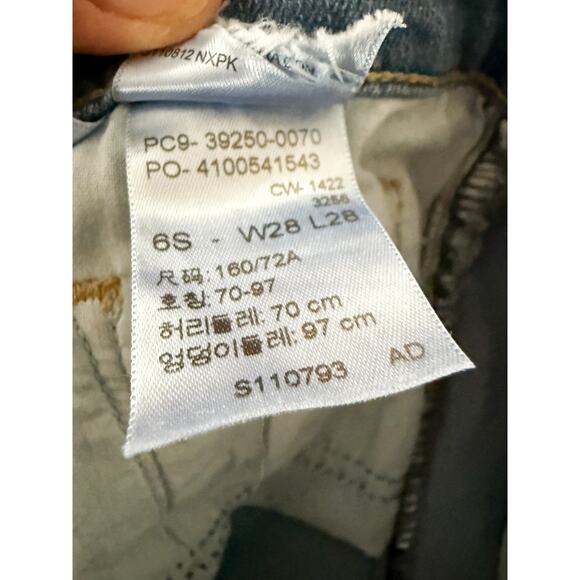 NXPK
PC9- 39250-0070
PO- 4100541543
CW- 1422
3256
6S - W28 L28
尺码: 160/72A
호칭: 70-97
허리둘레: 70 cm
엉덩이둘레: 97 cm
S110793 AD